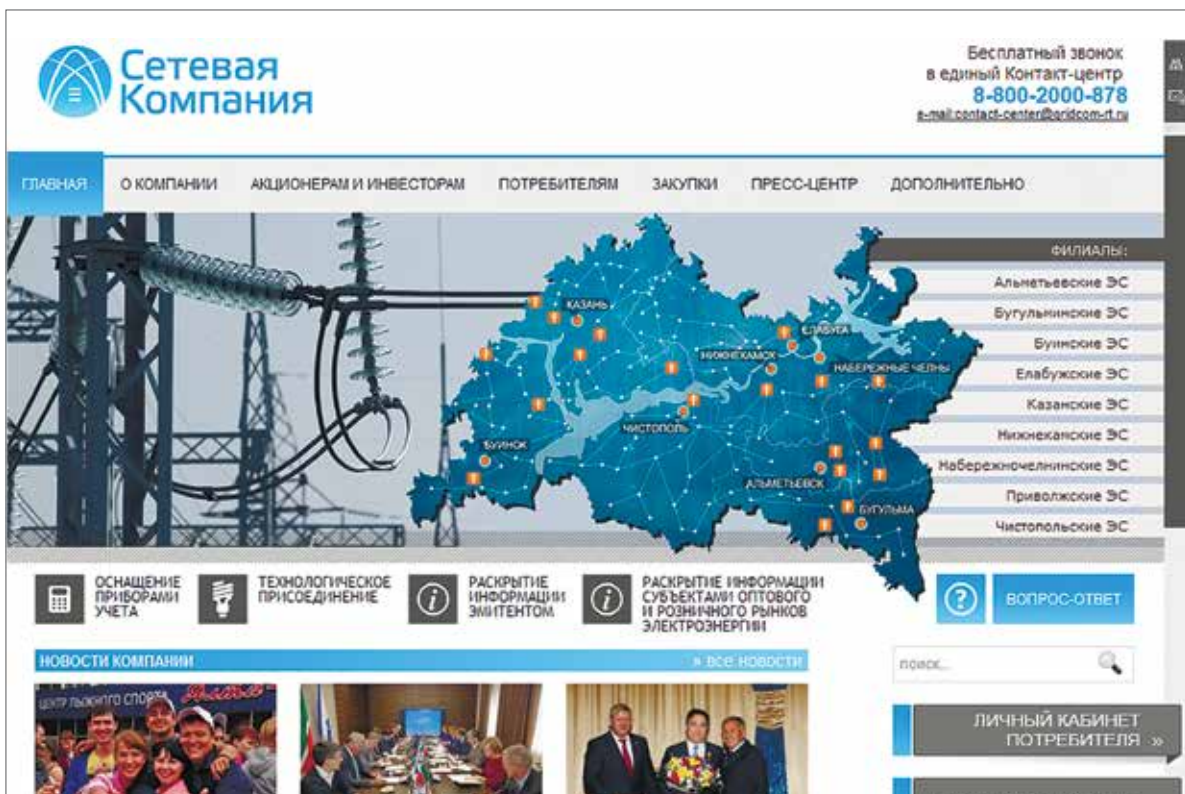 Сетевая
Компания
Бесплатный звонок
в единый Контакт-центр
8-800-2000-878
e-mail:contact-center@gridcom-rt.ru
ГЛАВНАЯ
О КОМПАНИИ
АКЦИОНЕРАМ И ИНВЕСТОРАМ
ПОТРЕБИТЕЛЯМ
ЗАКУПКИ
ПРЕСС-ЦЕНТР
ДОПОЛНИТЕЛЬНО
КАЗАНЬ
ЕЛАБУГА
НИЖНЕКАМСК
НАБЕРЕЖНЫЕ ЧЕЛНЫ
ЧИСТОПОЛЬ
БУИНСК
АЛЬМЕТЬЕВСК
БУГУЛЬМА
ФИЛИАЛЫ:
Альметьевские ЭС
Бугульминские ЭС
Буинские ЭС
Елабужские ЭС
Казанские ЭС
Нижнекамские ЭС
Набережночелнинские ЭС
Приволжские ЭС
Чистопольские ЭС
ОСНАЩЕНИЕ
ПРИБОРАМИ
УЧЕТА
ТЕХНОЛОГИЧЕСКОЕ
ПРИСОЕДИНЕНИЕ
РАСКРЫТИЕ
ИНФОРМАЦИИ
ЭМИТЕНТОМ
РАСКРЫТИЕ ИНФОРМАЦИИ
СУБЪЕКТАМИ ОПТОВОГО
И РОЗНИЧНОГО РЫНКОВ
ЭЛЕКТРОЭНЕРГИИ
ВОПРОС-ОТВЕТ
НОВОСТИ КОМПАНИИ
» ВСЕ НОВОСТИ
поиск...
ЦЕНТР ЛЫЖНОГО СПОРТА
ЛИЧНЫЙ КАБИНЕТ
ПОТРЕБИТЕЛЯ »